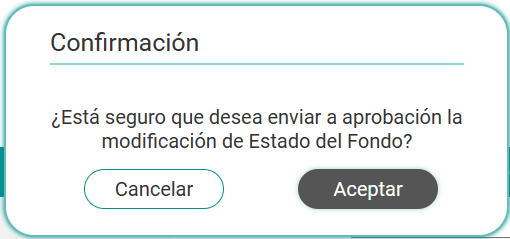 Confirmación
¿Está seguro que desea enviar a aprobación la
modificación de Estado del Fondo?
Cancelar
Aceptar